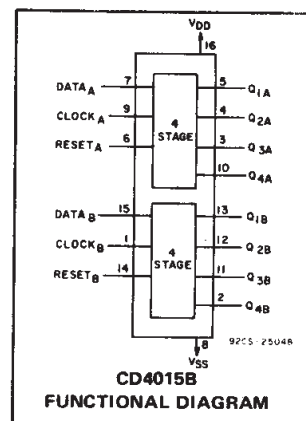 VDD
16
DATAA 7 5 Q1A
CLOCKA 9 4 Q2A
RESETA 6 4 STAGE 3 Q3A
10 Q4A
DATAB 15 13 Q1B
CLOCKB 1 12 Q2B
RESETB 14 4 STAGE 11 Q3B
2 Q4B
8 92CS-25048
VSS
CD4015B
FUNCTIONAL DIAGRAM